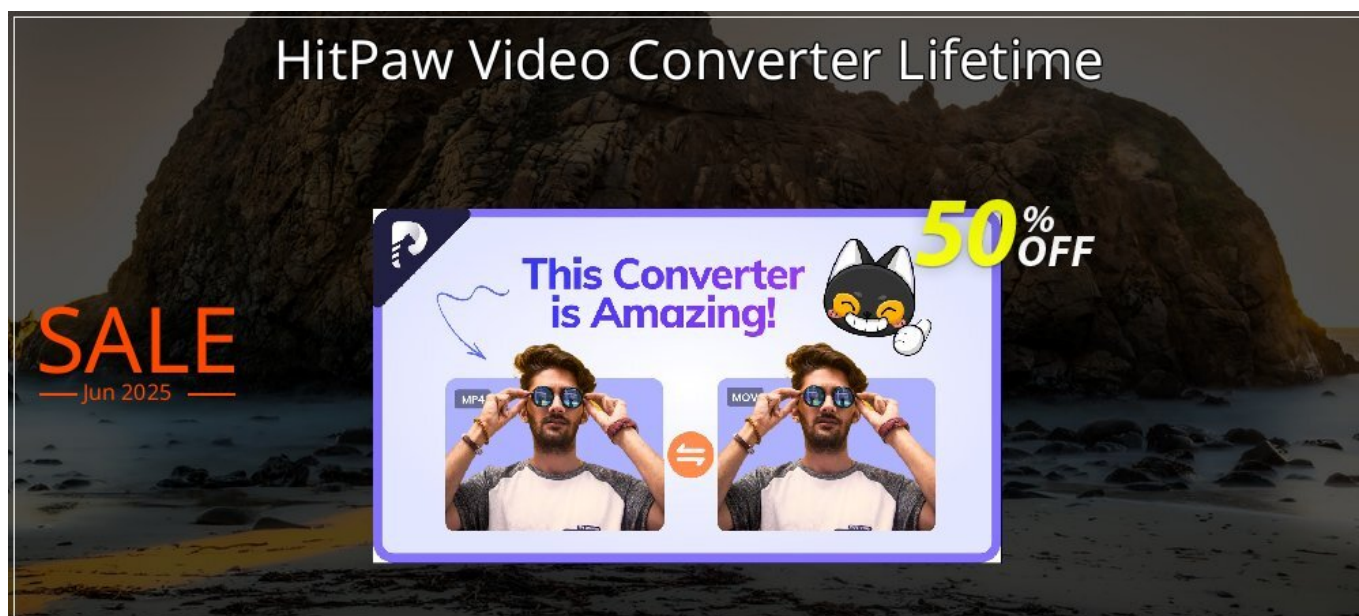 HitPaw Video Converter Lifetime
50% OFF
This Converter
is Amazing!
SALE
Jun 2025
MP4
MOV